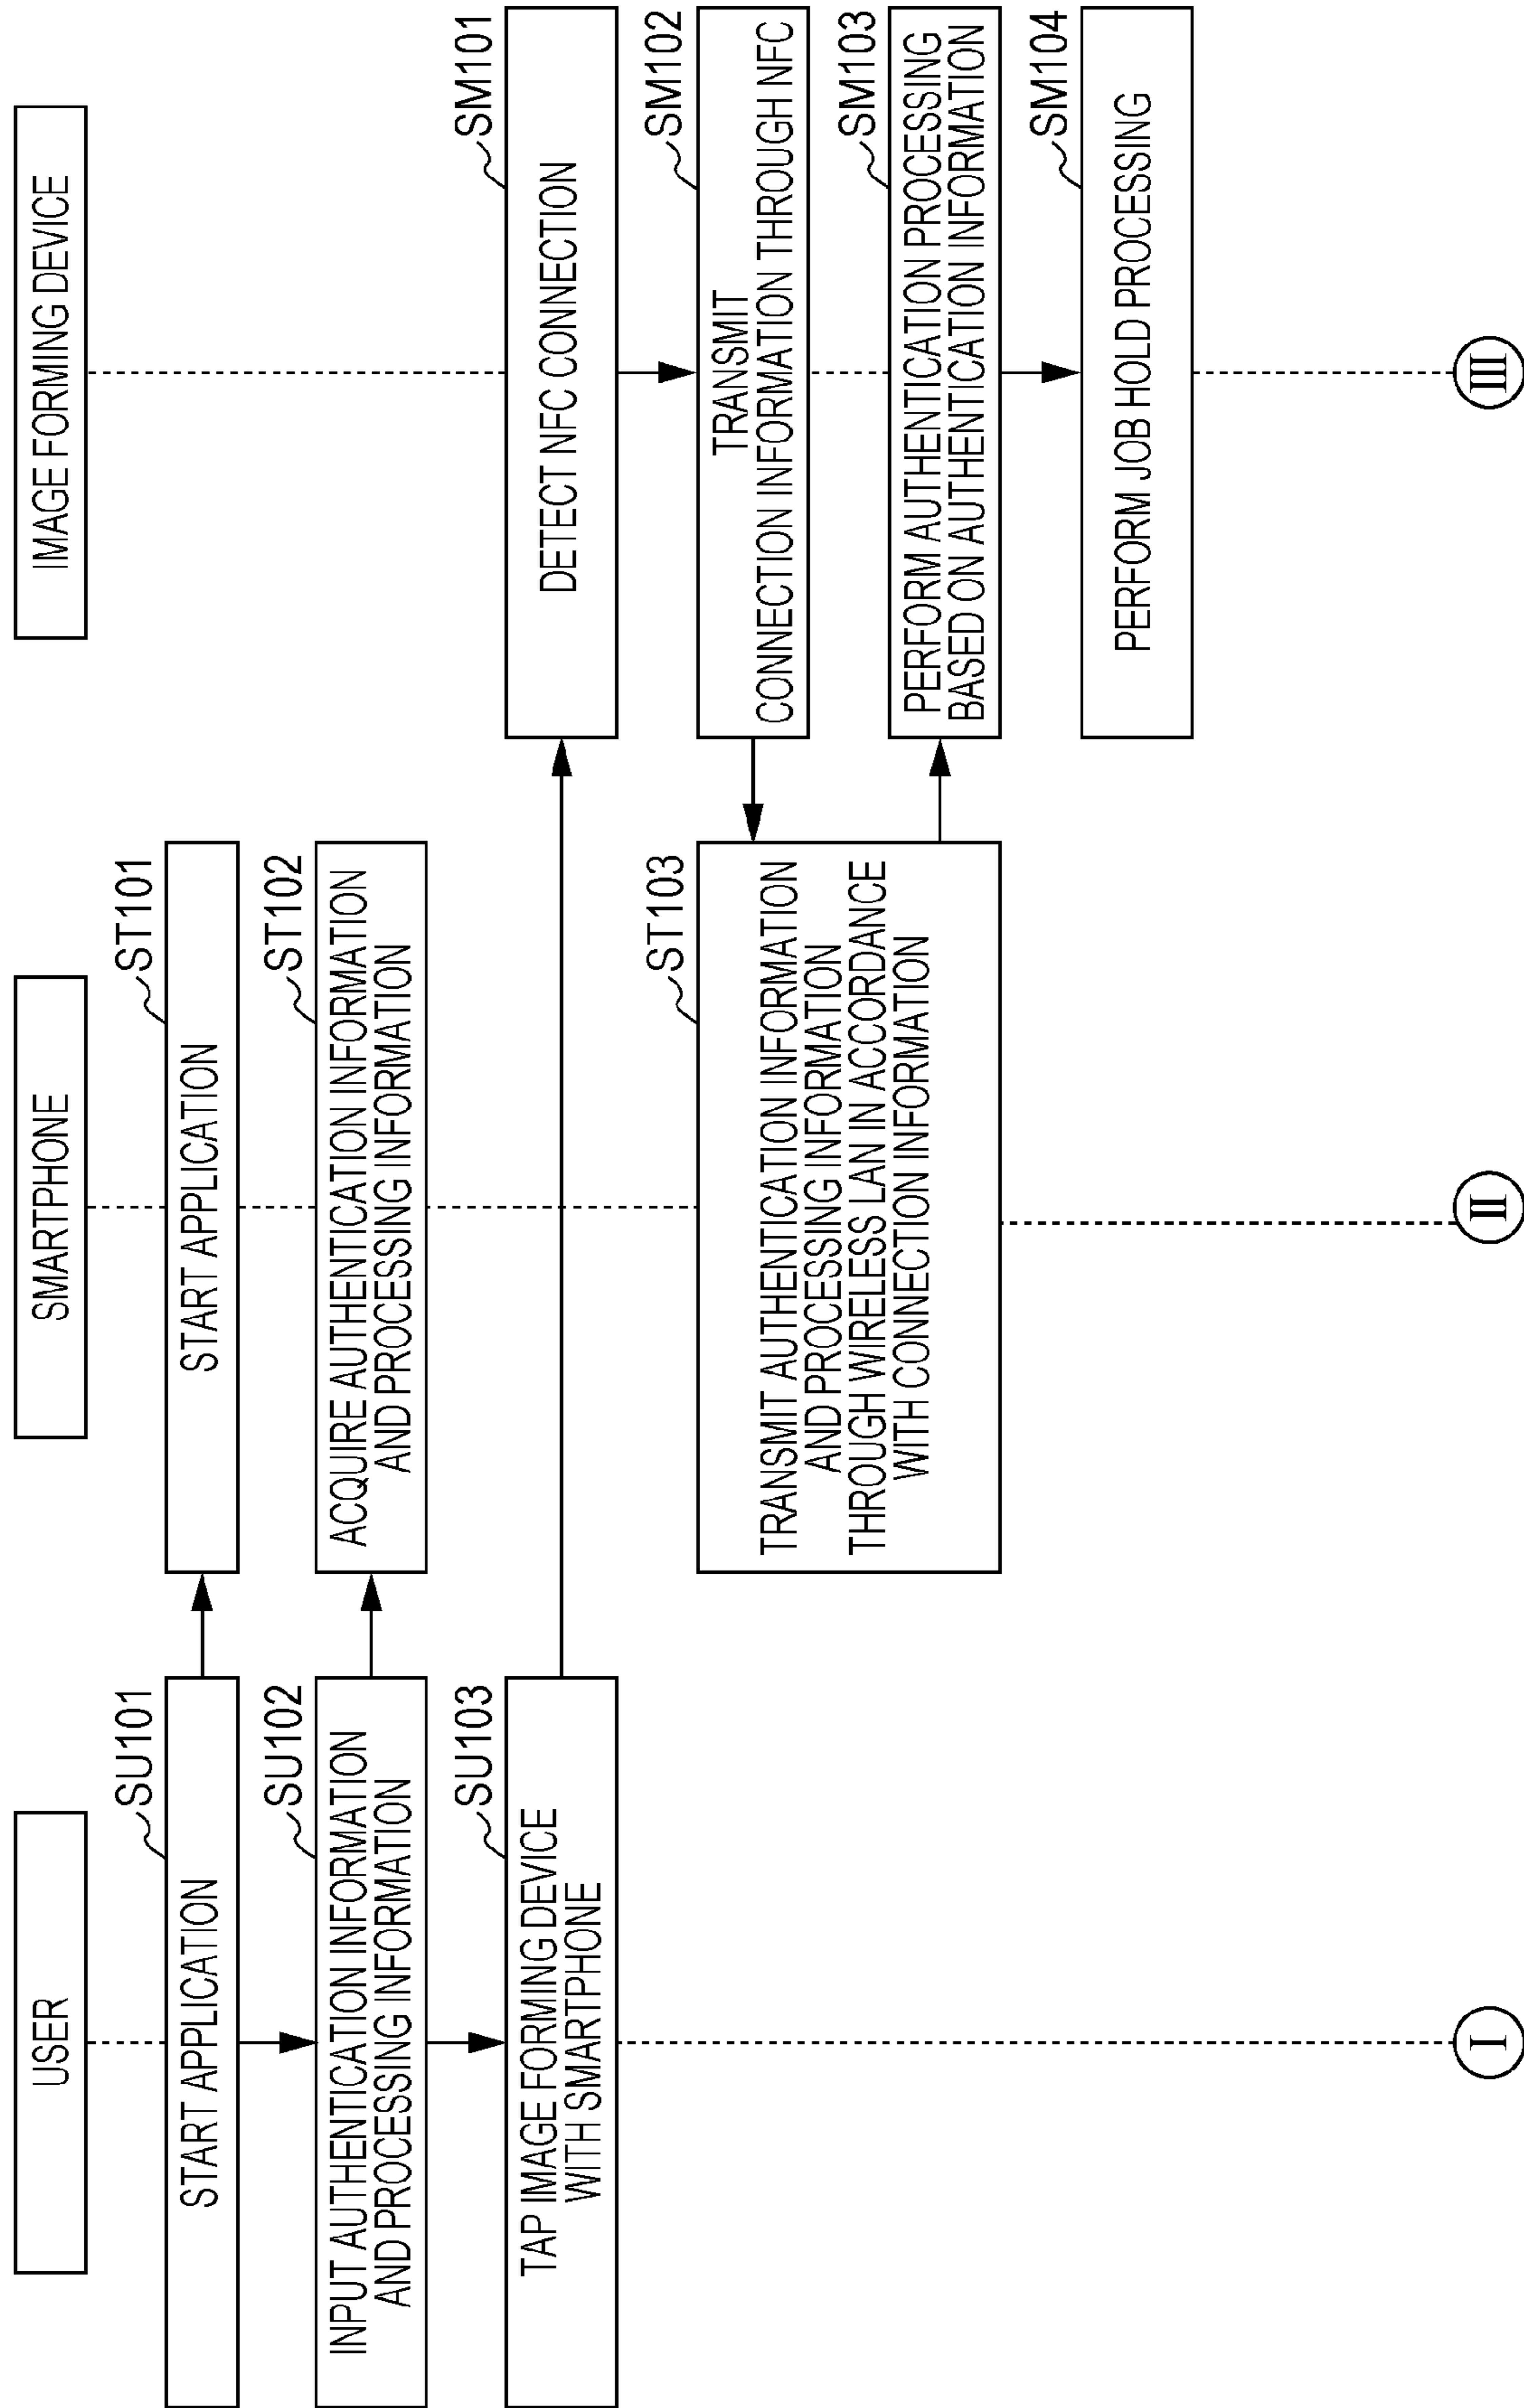 USER
SMARTPHONE
IMAGE FORMING DEVICE
SU101
START APPLICATION
ST101
START APPLICATION
SU102
INPUT AUTHENTICATION INFORMATION
AND PROCESSING INFORMATION
ST102
ACQUIRE AUTHENTICATION INFORMATION
AND PROCESSING INFORMATION
SU103
TAP IMAGE FORMING DEVICE
WITH SMARTPHONE
SM101
DETECT NFC CONNECTION
SM102
TRANSMIT
CONNECTION INFORMATION THROUGH NFC
ST103
TRANSMIT AUTHENTICATION INFORMATION
AND PROCESSING INFORMATION
THROUGH WIRELESS LAN IN ACCORDANCE
WITH CONNECTION INFORMATION
SM103
PERFORM AUTHENTICATION PROCESSING
BASED ON AUTHENTICATION INFORMATION
SM104
PERFORM JOB HOLD PROCESSING
I
II
III